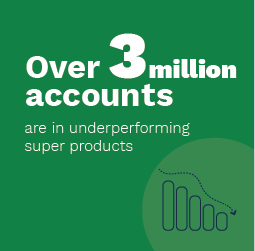 Over 3 million
accounts
are in underperforming
super products